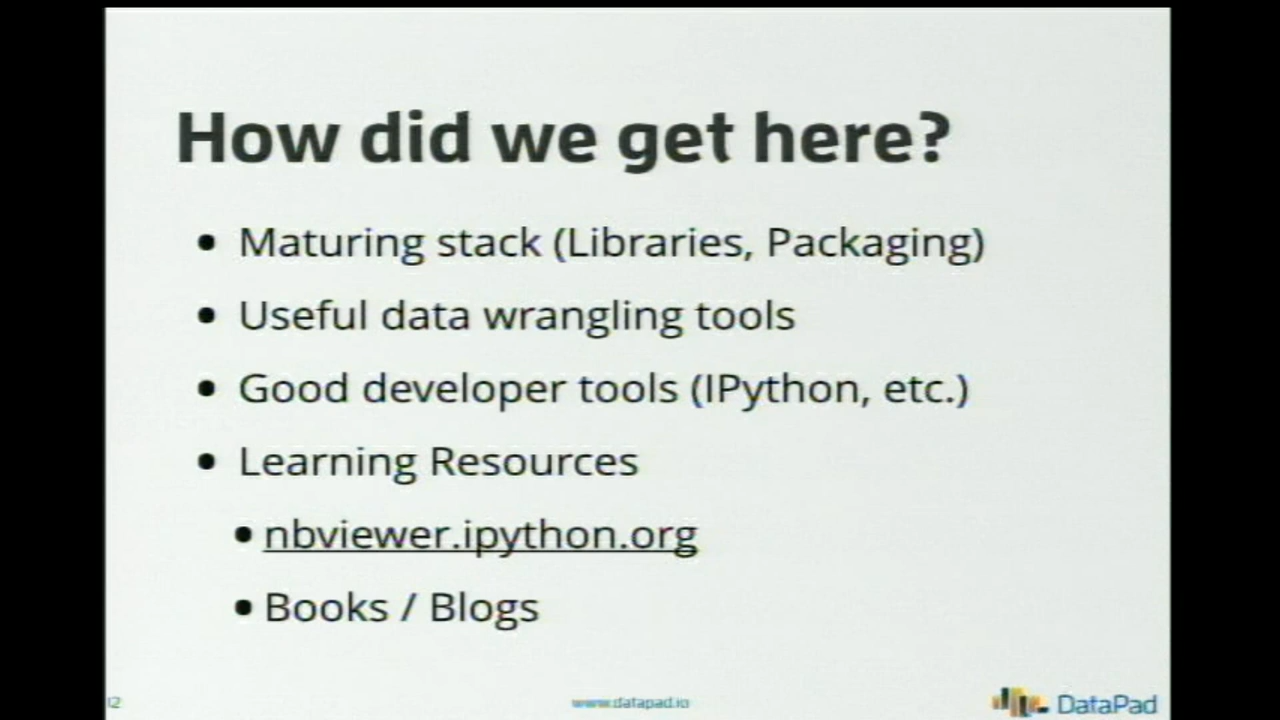 How did we get here?
• Maturing stack (Libraries, Packaging)
• Useful data wrangling tools
• Good developer tools (IPython, etc.)
• Learning Resources
• nbviewer.ipython.org
• Books / Blogs
12
www.datapad.io
DataPad